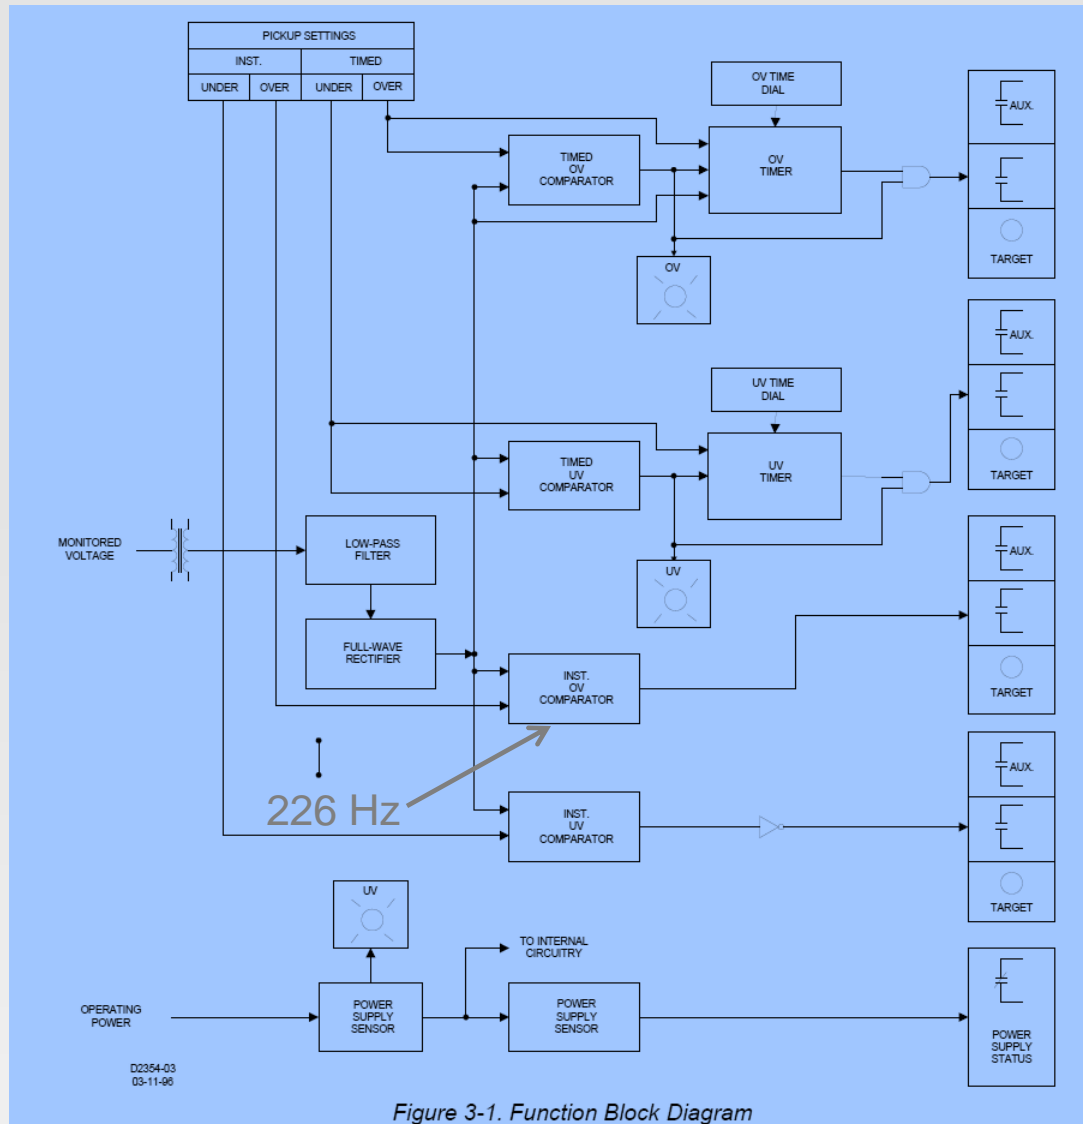 PICKUP SETTINGS
INST.
TIMED
UNDER
OVER
UNDER
OVER
OV TIME
DIAL
AUX.
TIMED
OV
COMPARATOR
OV
TIMER
TARGET
OV
AUX.
UV TIME
DIAL
TIMED
UV
COMPARATOR
UV
TIMER
TARGET
MONITORED
VOLTAGE
LOW-PASS
FILTER
AUX.
UV
FULL-WAVE
RECTIFIER
INST.
OV
COMPARATOR
TARGET
226 Hz
AUX.
INST.
UV
COMPARATOR
UV
TARGET
TO INTERNAL
CIRCUITRY
OPERATING
POWER
POWER
SUPPLY
SENSOR
POWER
SUPPLY
SENSOR
POWER
SUPPLY
STATUS
D2354-03
03-11-96
Figure 3-1. Function Block Diagram